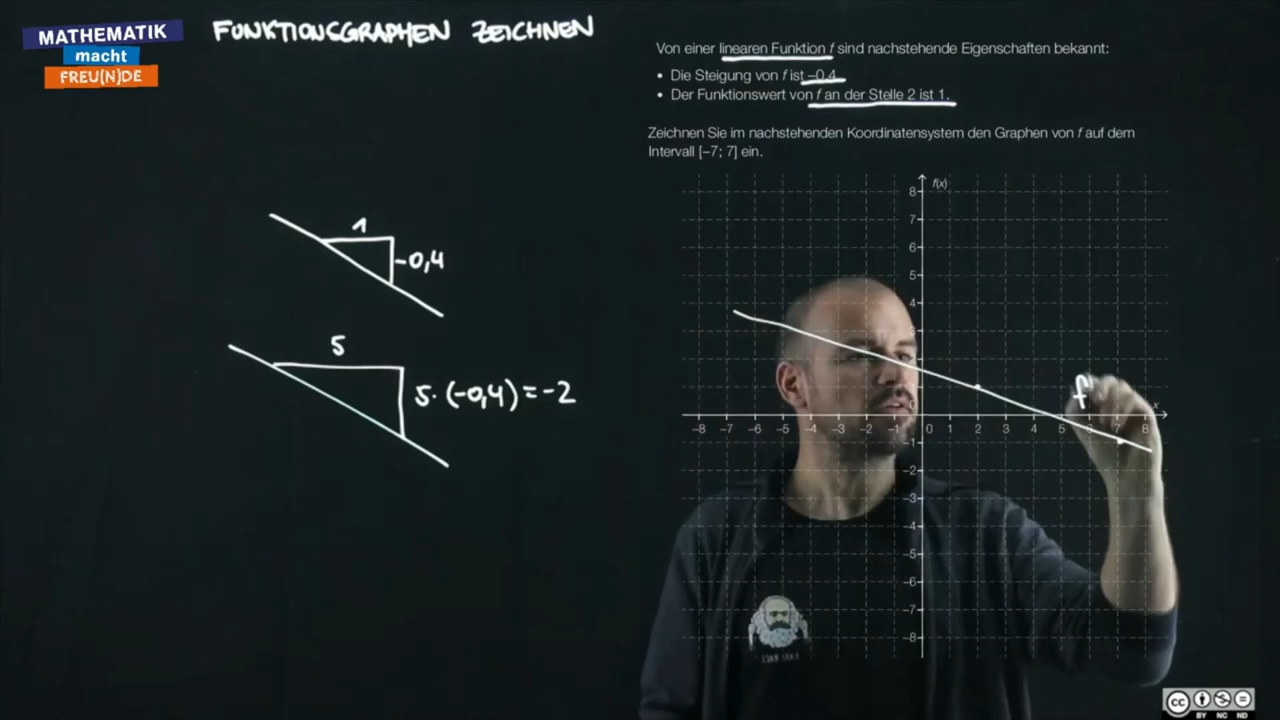 MATHEMATIK
macht
FREU(N)DE
FUNKTIONSGRAPHEN ZEICHNEN
Von einer linearen Funktion f sind nachstehende Eigenschaften bekannt:
• Die Steigung von f ist –0,4.
• Der Funktionswert von f an der Stelle 2 ist 1.
Zeichnen Sie im nachstehenden Koordinatensystem den Graphen von f auf dem
Intervall [–7; 7] ein.
1
-0,4
5
5·(-0,4)=-2
f(x)
8
7
6
5
4
f
x
–8 –7 –6 –5 –4 –3 –2 –1 0 1 2 3 4 5 6 7 8
–1
–2
–3
–4
–5
–6
–7
–8
cc
BY NC ND